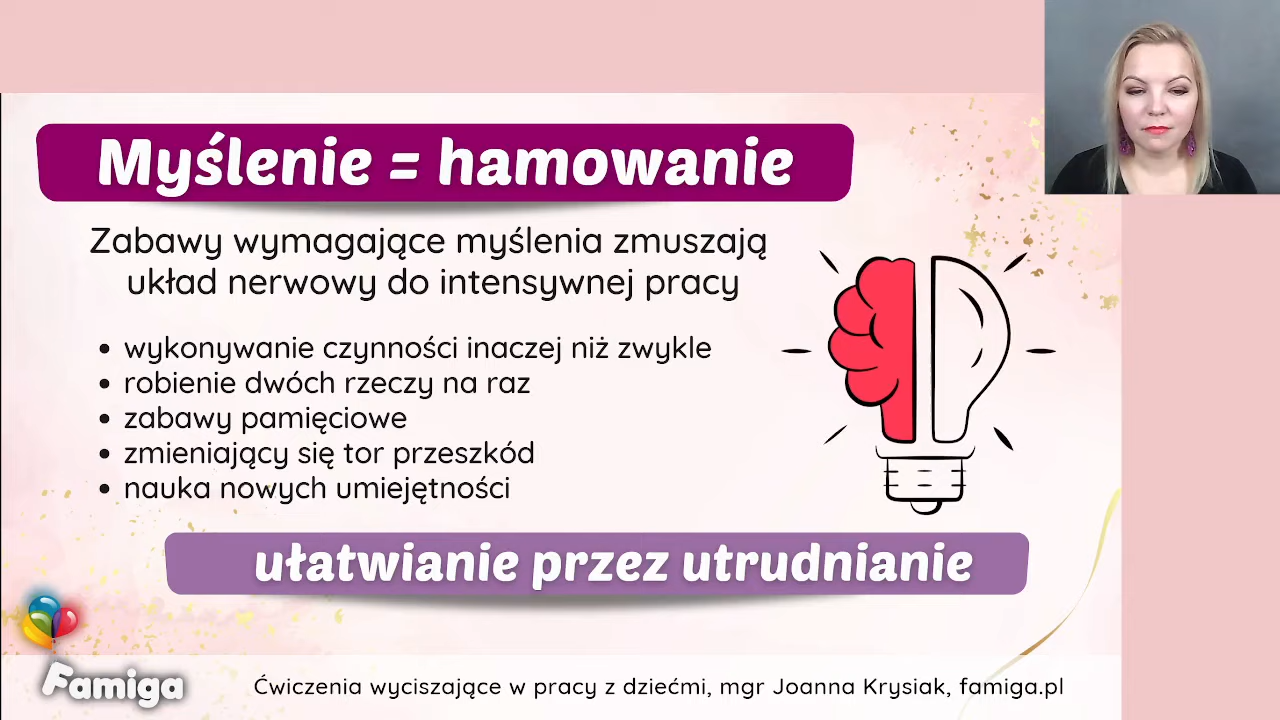 Myślenie = hamowanie
Zabawy wymagające myślenia zmuszają
układ nerwowy do intensywnej pracy
• wykonywanie czynności inaczej niż zwykle
• robienie dwóch rzeczy na raz
• zabawy pamięciowe
• zmieniający się tor przeszkód
• nauka nowych umiejętności
ułatwianie przez utrudnianie
Famiga
Ćwiczenia wyciszające w pracy z dziećmi, mgr Joanna Krysiak, famiga.pl